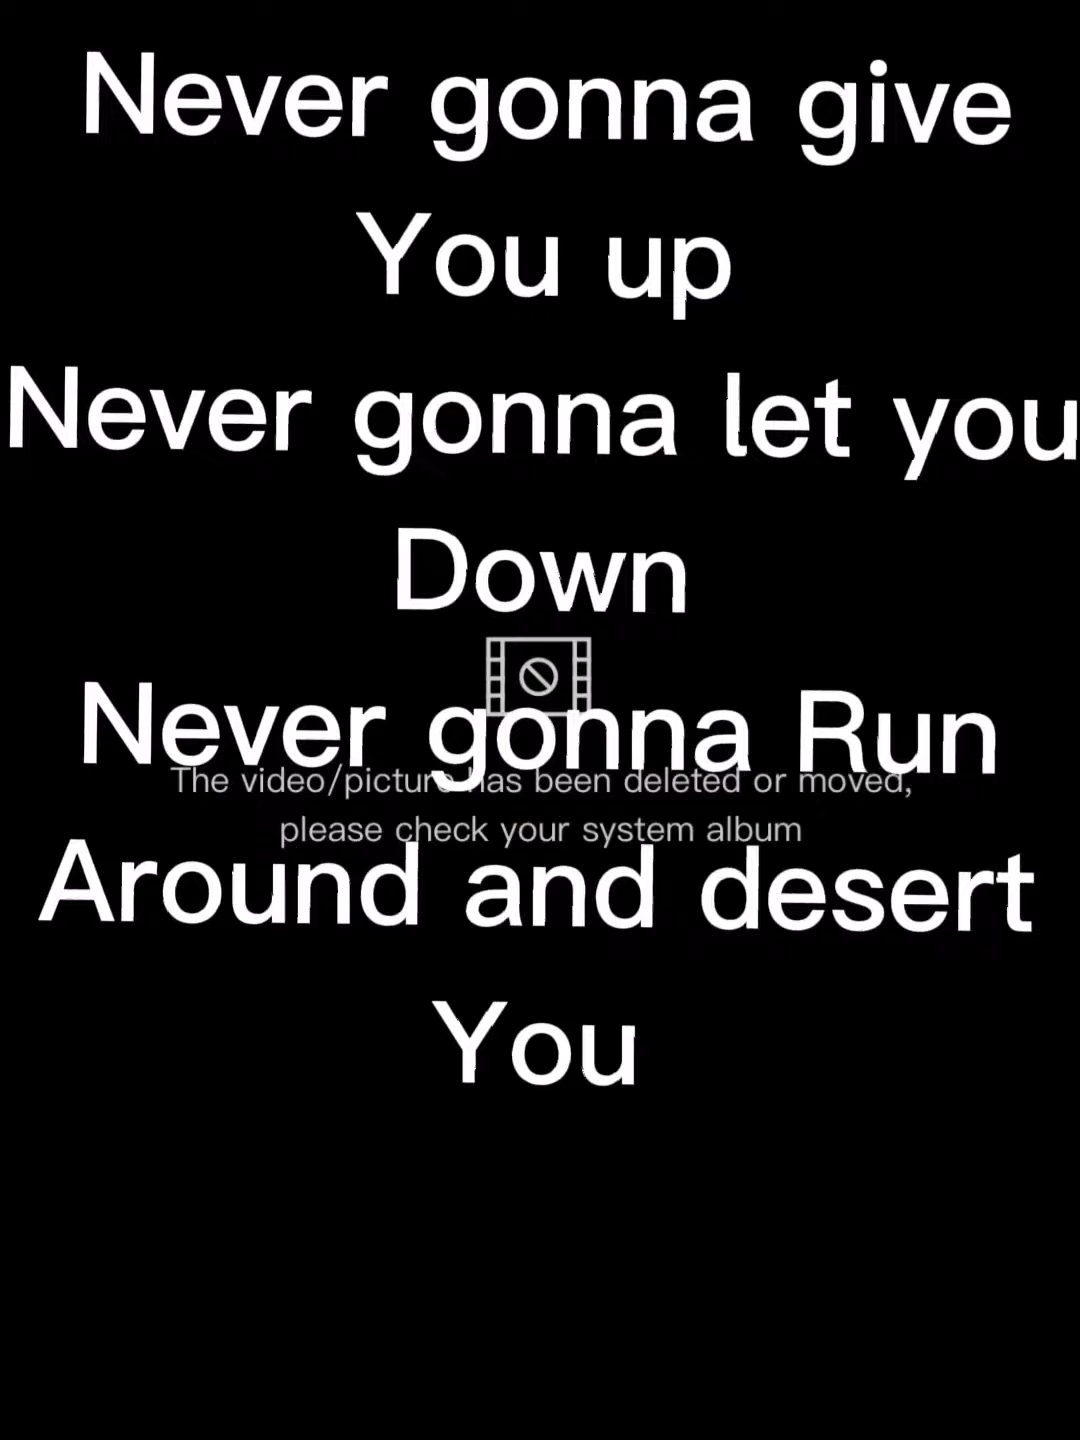 Never gonna give
You up
Never gonna let you
Down
Never gonna Run
The video/picture has been deleted or moved,
please check your system album
Around and desert
You